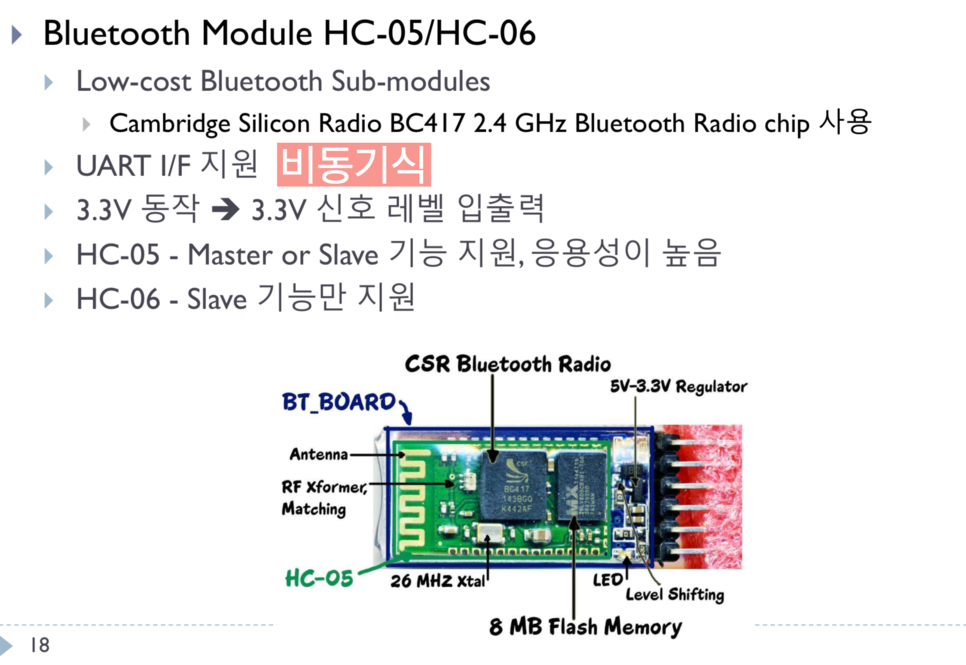 Bluetooth Module HC-05/HC-06
Low-cost Bluetooth Sub-modules
Cambridge Silicon Radio BC417 2.4 GHz Bluetooth Radio chip 사용
UART I/F 지원 비동기식
3.3V 동작 ➔ 3.3V 신호 레벨 입출력
HC-05 - Master or Slave 기능 지원, 응용성이 높음
HC-06 - Slave 기능만 지원
CSR Bluetooth Radio
5V-3.3V Regulator
BT_BOARD
Antenna
RF Xformer,
Matching
CSR
BC417
143BGQ
K442AF
MX
HC-05
26 MHZ Xtal
LED
Level Shifting
8 MB Flash Memory
18